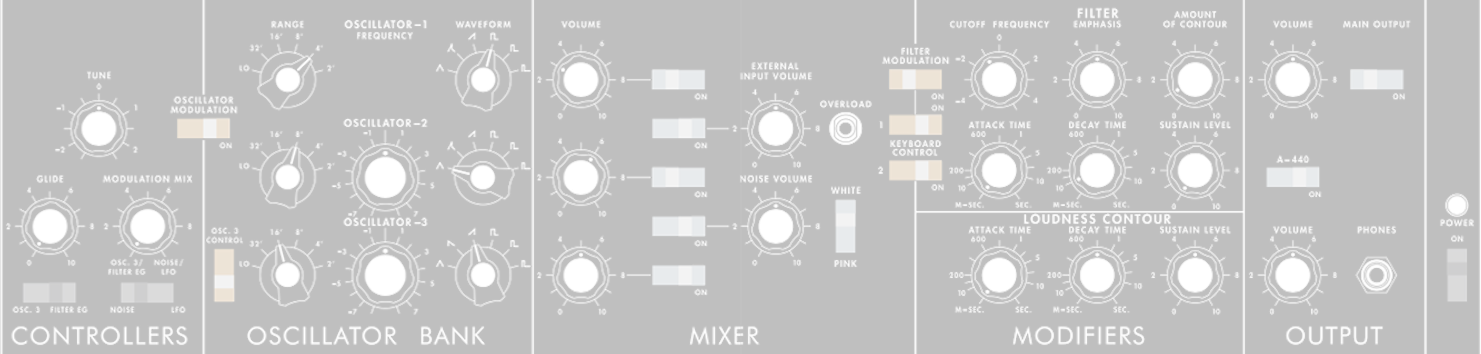 TUNE
0
-1 1
-2 2
GLIDE
4 6
2 8
0 10
MODULATION MIX
4 6
2 8
0 10
OSC. 3/ FILTER EG
NOISE/ LFO
OSC. 3 FILTER EG
NOISE LFO
CONTROLLERS
OSCILLATOR
MODULATION
ON
OSC. 3
CONTROL
RANGE
LO 32' 16' 8' 4' 2'
OSCILLATOR-1
FREQUENCY
WAVEFORM
OSCILLATOR-2
LO 32' 16' 8' 4' 2'
-7 -5 -3 -1 1 3 5 7
OSCILLATOR-3
LO 32' 16' 8' 4' 2'
-7 -5 -3 -1 1 3 5 7
OSCILLATOR BANK
VOLUME
4 6
2 8
0 10
ON
4 6
2 8
0 10
ON
4 6
2 8
0 10
ON
EXTERNAL
INPUT VOLUME
4 6
2 8
0 10
ON
OVERLOAD
NOISE VOLUME
4 6
2 8
0 10
ON
WHITE
PINK
MIXER
FILTER
MODULATION
ON
ON
1
KEYBOARD
CONTROL
2
ON
FILTER
CUTOFF FREQUENCY
0
-2 2
-4 4
EMPHASIS
4 6
2 8
0 10
AMOUNT
OF CONTOUR
4 6
2 8
0 10
ATTACK TIME
600 1
200 5
10 10
M-SEC. SEC.
DECAY TIME
600 1
200 5
10 10
M-SEC. SEC.
SUSTAIN LEVEL
4 6
2 8
0 10
LOUDNESS CONTOUR
ATTACK TIME
600 1
200 5
10 10
M-SEC. SEC.
DECAY TIME
600 1
200 5
10 10
M-SEC. SEC.
SUSTAIN LEVEL
4 6
2 8
0 10
MODIFIERS
VOLUME
4 6
2 8
0 10
MAIN OUTPUT
ON
A-440
ON
VOLUME
4 6
2 8
0 10
PHONES
OUTPUT
POWER
ON